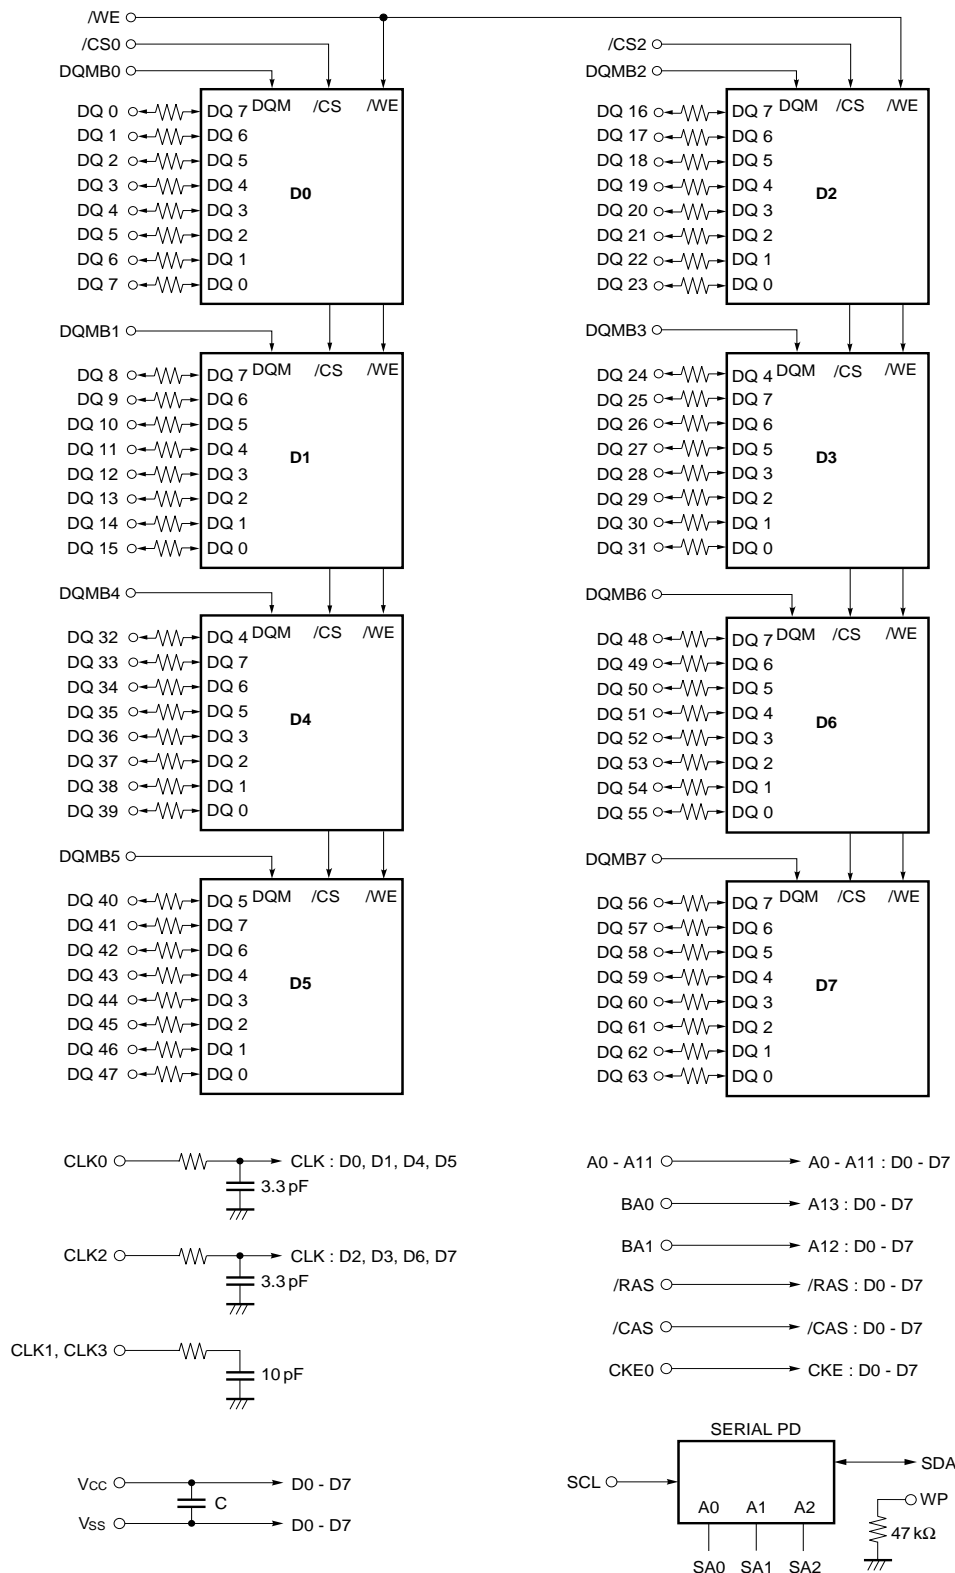 /WE
/CS0
DQMB0
DQM /CS /WE
DQ 0 DQ 7
DQ 1 DQ 6
DQ 2 DQ 5
DQ 3 DQ 4
D0
DQ 4 DQ 3
DQ 5 DQ 2
DQ 6 DQ 1
DQ 7 DQ 0
DQMB1
DQM /CS /WE
DQ 8 DQ 7
DQ 9 DQ 6
DQ 10 DQ 5
DQ 11 DQ 4
D1
DQ 12 DQ 3
DQ 13 DQ 2
DQ 14 DQ 1
DQ 15 DQ 0
DQMB4
DQM /CS /WE
DQ 32 DQ 4
DQ 33 DQ 7
DQ 34 DQ 6
DQ 35 DQ 5
D4
DQ 36 DQ 3
DQ 37 DQ 2
DQ 38 DQ 1
DQ 39 DQ 0
DQMB5
DQM /CS /WE
DQ 40 DQ 5
DQ 41 DQ 7
DQ 42 DQ 6
DQ 43 DQ 4
D5
DQ 44 DQ 3
DQ 45 DQ 2
DQ 46 DQ 1
DQ 47 DQ 0
/CS2
DQMB2
DQM /CS /WE
DQ 16 DQ 7
DQ 17 DQ 6
DQ 18 DQ 5
DQ 19 DQ 4
D2
DQ 20 DQ 3
DQ 21 DQ 2
DQ 22 DQ 1
DQ 23 DQ 0
DQMB3
DQM /CS /WE
DQ 24 DQ 4
DQ 25 DQ 7
DQ 26 DQ 6
DQ 27 DQ 5
D3
DQ 28 DQ 3
DQ 29 DQ 2
DQ 30 DQ 1
DQ 31 DQ 0
DQMB6
DQM /CS /WE
DQ 48 DQ 7
DQ 49 DQ 6
DQ 50 DQ 5
DQ 51 DQ 4
D6
DQ 52 DQ 3
DQ 53 DQ 2
DQ 54 DQ 1
DQ 55 DQ 0
DQMB7
DQM /CS /WE
DQ 56 DQ 7
DQ 57 DQ 6
DQ 58 DQ 5
DQ 59 DQ 4
D7
DQ 60 DQ 3
DQ 61 DQ 2
DQ 62 DQ 1
DQ 63 DQ 0
CLK0 CLK : D0, D1, D4, D5
3.3 pF
CLK2 CLK : D2, D3, D6, D7
3.3 pF
CLK1, CLK3
10 pF
Vcc D0 - D7
C
Vss D0 - D7
A0 - A11 A0 - A11 : D0 - D7
BA0 A13 : D0 - D7
BA1 A12 : D0 - D7
/RAS /RAS : D0 - D7
/CAS /CAS : D0 - D7
CKE0 CKE : D0 - D7
SERIAL PD
SCL SDA
A0 A1 A2
WP
47 kΩ
SA0 SA1 SA2